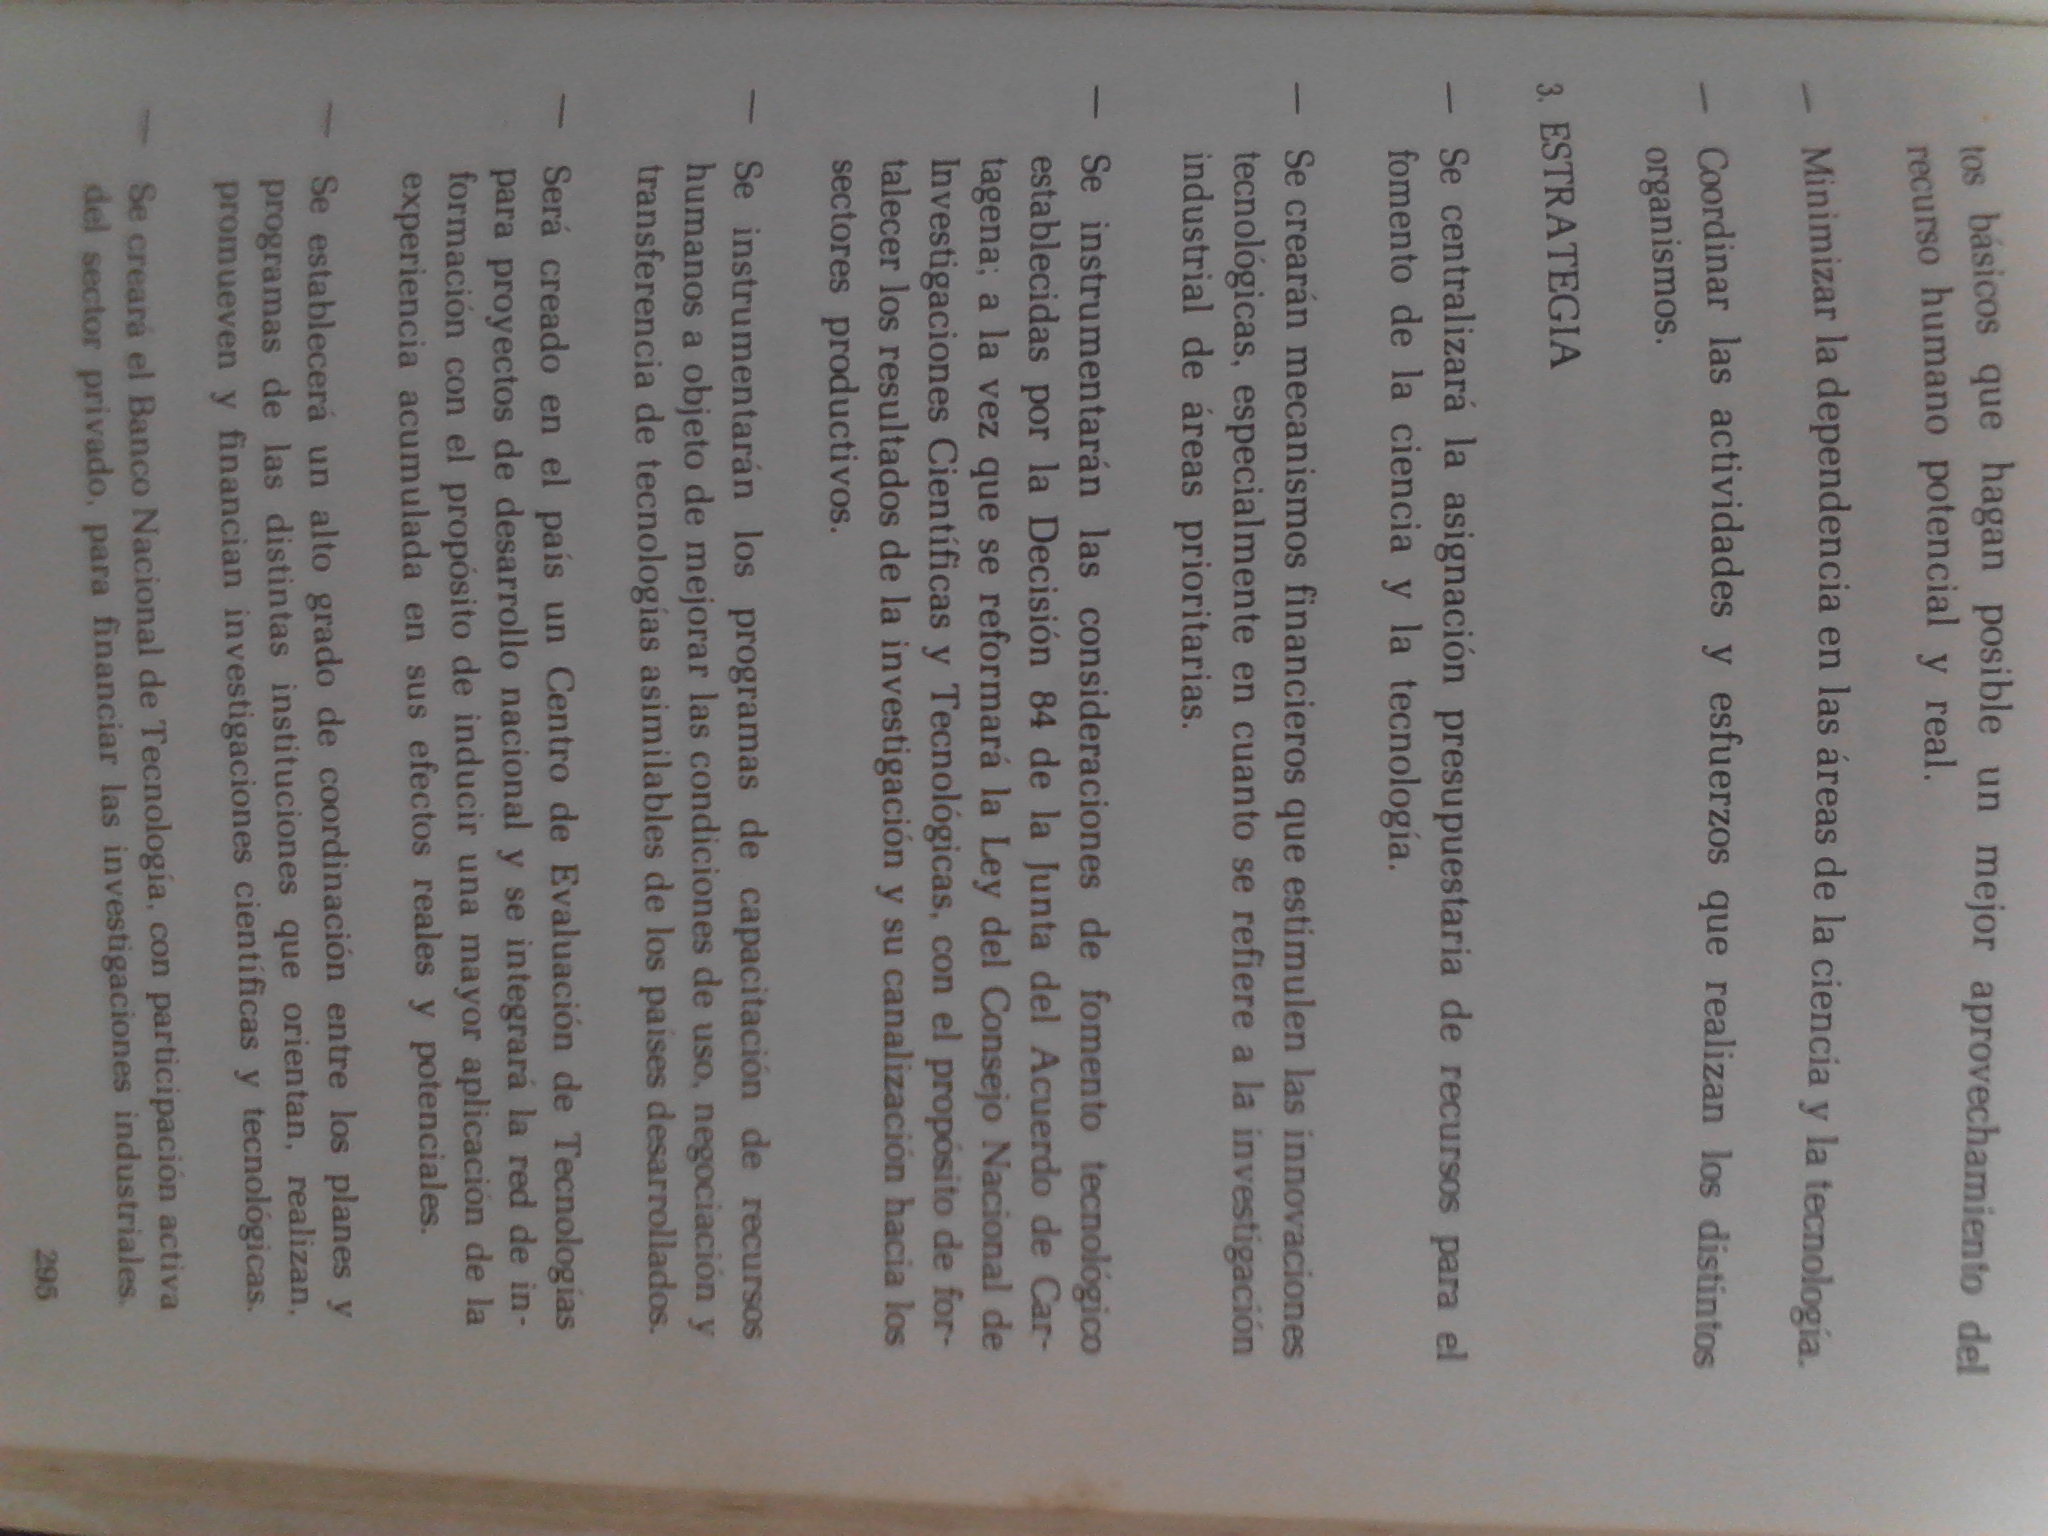 tos básicos que hagan posible un mejor aprovechamiento del
recurso humano potencial y real.
— Minimizar la dependencia en las áreas de la ciencia y la tecnología.
— Coordinar las actividades y esfuerzos que realizan los distintos
organismos.
3. ESTRATEGIA
— Se centralizará la asignación presupuestaria de recursos para el
fomento de la ciencia y la tecnología.
— Se crearán mecanismos financieros que estimulen las innovaciones
tecnológicas, especialmente en cuanto se refiere a la investigación
industrial de áreas prioritarias.
— Se instrumentarán las consideraciones de fomento tecnológico
establecidas por la Decisión 84 de la Junta del Acuerdo de Car-
tagena; a la vez que se reformará la Ley del Consejo Nacional de
Investigaciones Científicas y Tecnológicas, con el propósito de for-
talecer los resultados de la investigación y su canalización hacia los
sectores productivos.
— Se instrumentarán los programas de capacitación de recursos
humanos a objeto de mejorar las condiciones de uso, negociación y
transferencia de tecnologías asimilables de los países desarrollados.
— Será creado en el país un Centro de Evaluación de Tecnologías
para proyectos de desarrollo nacional y se integrará la red de in-
formación con el propósito de inducir una mayor aplicación de la
experiencia acumulada en sus efectos reales y potenciales.
— Se establecerá un alto grado de coordinación entre los planes y
programas de las distintas instituciones que orientan, realizan,
promueven y financian investigaciones científicas y tecnológicas.
— Se creará el Banco Nacional de Tecnología, con participación activa
del sector privado, para financiar las investigaciones industriales.
295